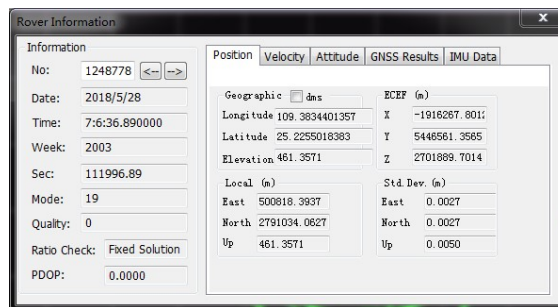 Rover Information
x
Information
No: 1248778 <-- -->
Date: 2018/5/28
Time: 7:6:36.890000
Week: 2003
Sec: 111996.89
Mode: 19
Quality: 0
Ratio Check: Fixed Solution
PDOP: 0.0000
Position Velocity Attitude GNSS Results IMU Data
Geographic dms
Longitude 109.3834401357
Latitude 25.2255018383
Elevation 461.3571
ECEF (m)
X -1916267.801
Y 5446561.3565
Z 2701889.7014
Local (m)
East 500818.3937
North 2791034.0627
Up 461.3571
Std. Dev. (m)
East 0.0027
North 0.0027
Up 0.0050